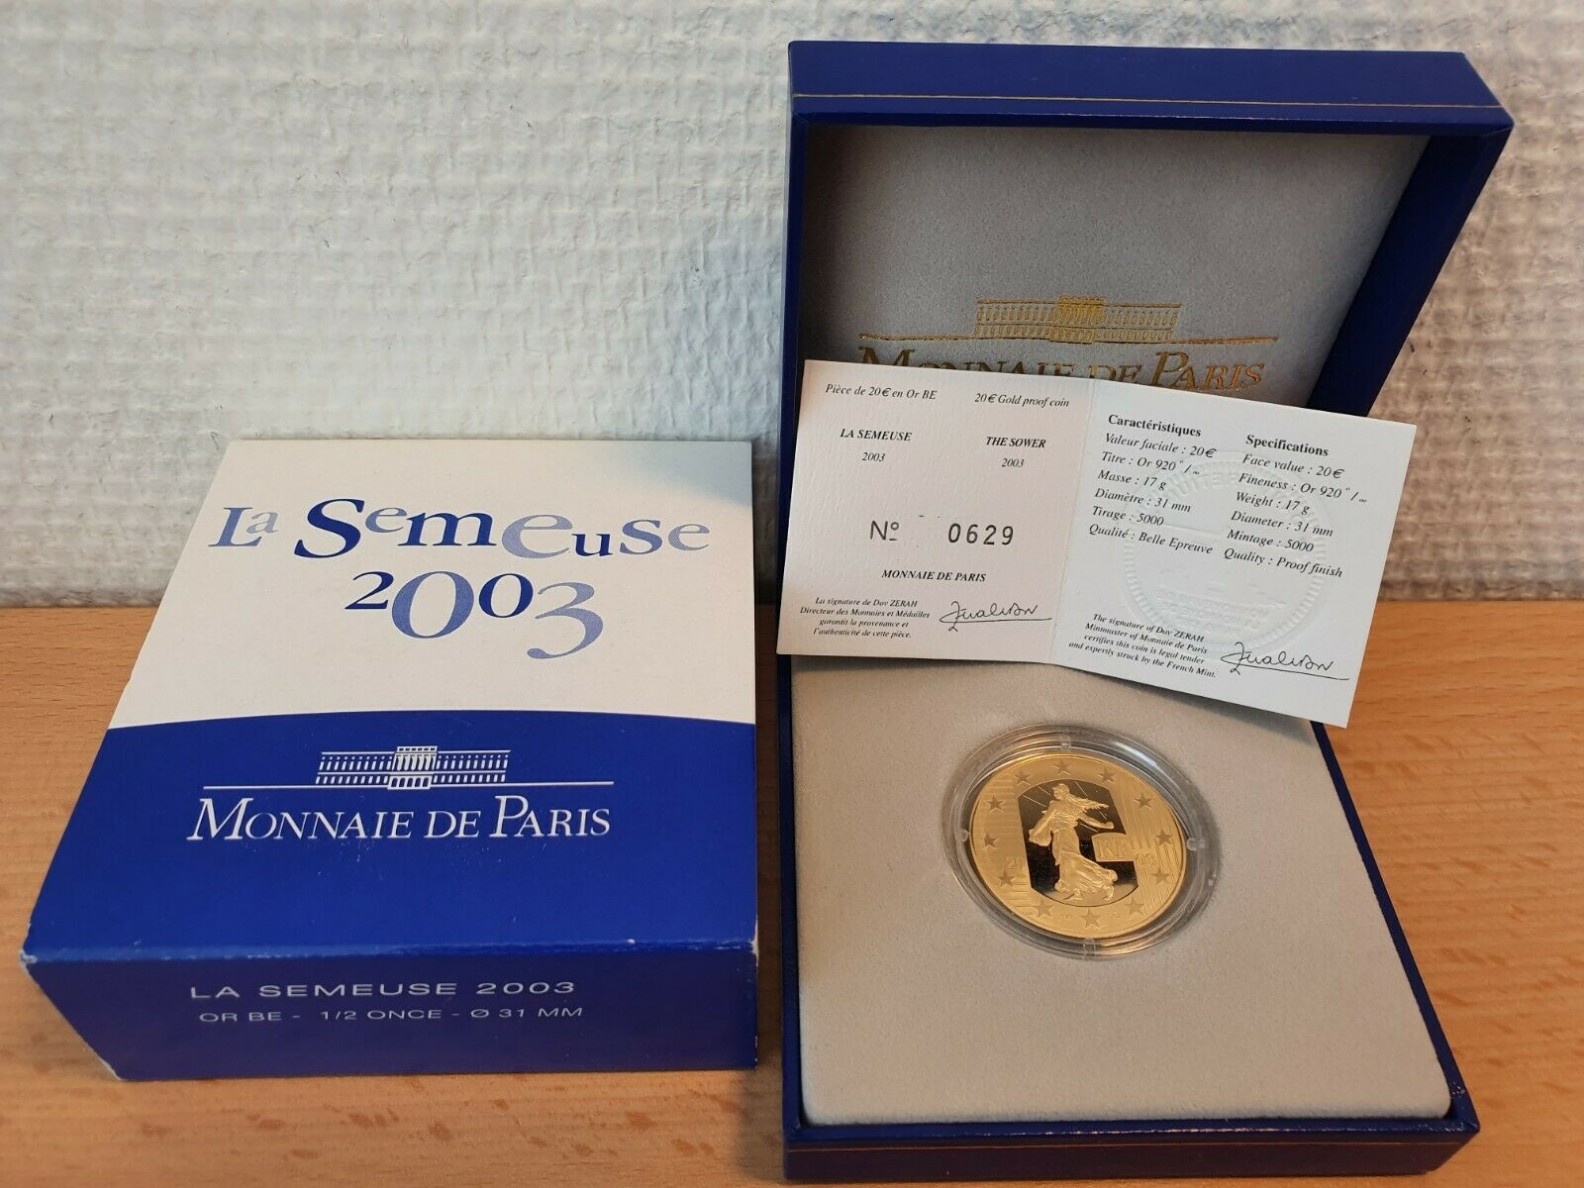 La Semeuse
2003
MONNAIE DE PARIS
LA SEMEUSE 2003
OR BE - 1/2 ONCE - Ø 31 MM
MONNAIE DE PARIS
Pièce de 20€ en Or BE
LA SEMEUSE
2003
20€ Gold proof coin
THE SOWER
2003
Nº 0629
MONNAIE DE PARIS
La signature de Dov ZERAH
Directeur des Monnaies et Médailles
garantit la provenance et
l'authenticité de cette pièce.
Caractéristiques
Valeur faciale : 20€
Titre : Or 920
Masse : 17 g
Diamètre : 31 mm
Tirage : 5000
Qualité : Belle Epreuve
Specifications
Face value : 20€
Fineness : Or 920
Weight : 17 g
Diameter : 31 mm
Mintage : 5000
Quality : Proof finish
The signature of Dov ZERAH
Mintmaster of Monnaie de Paris
certifies this coin is legal tender
and expertly struck by the French Mint.